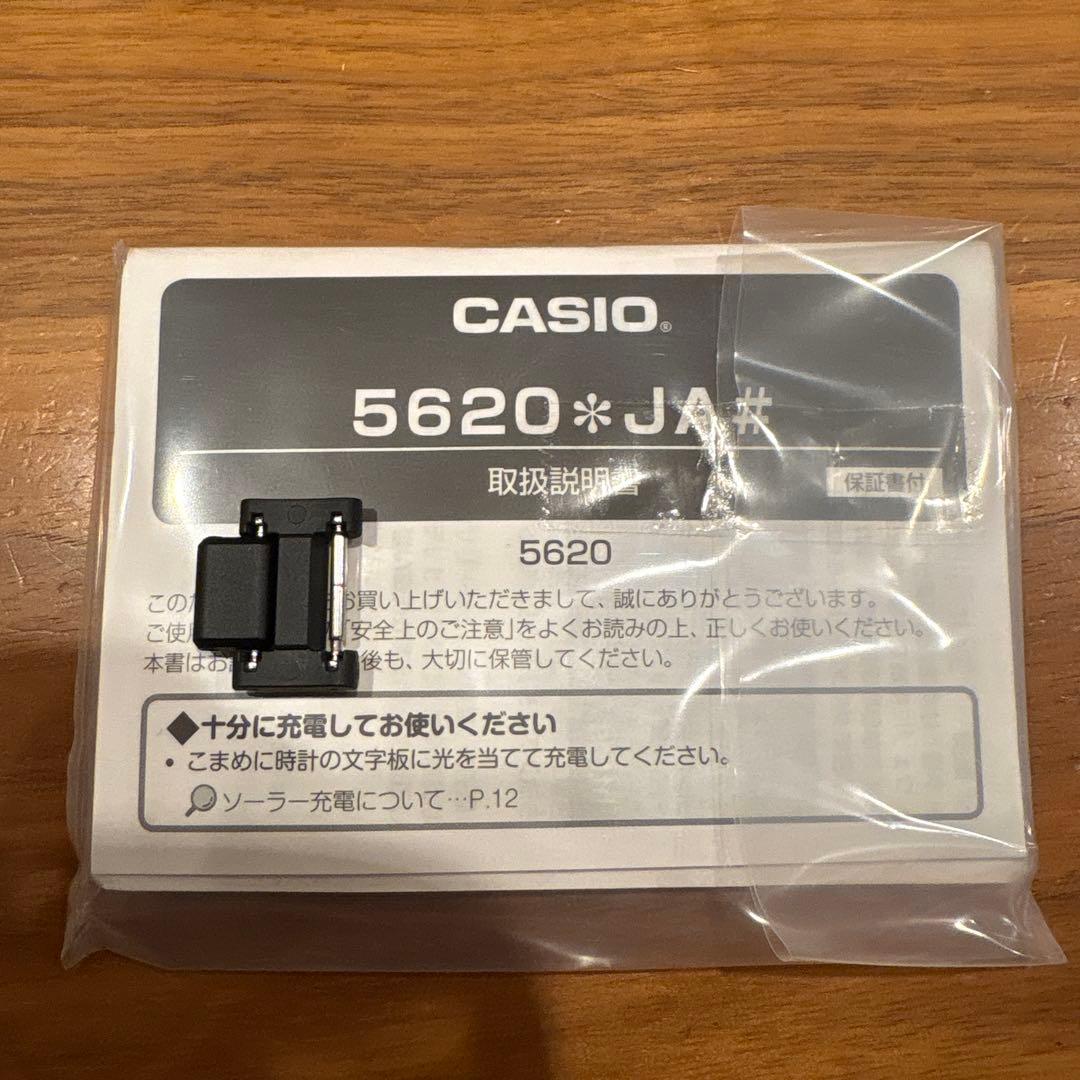 CASIO®
5620*JA#
取扱説明書
保証書付
5620
このた お買い上げいただきまして、誠にありがとうございます。
ご使 「安全上のご注意」をよくお読みの上、正しくお使いください。
本書はお 後も、大切に保管してください。
◆十分に充電してお使いください
• こまめに時計の文字板に光を当てて充電してください。
ソーラー充電について…P.12